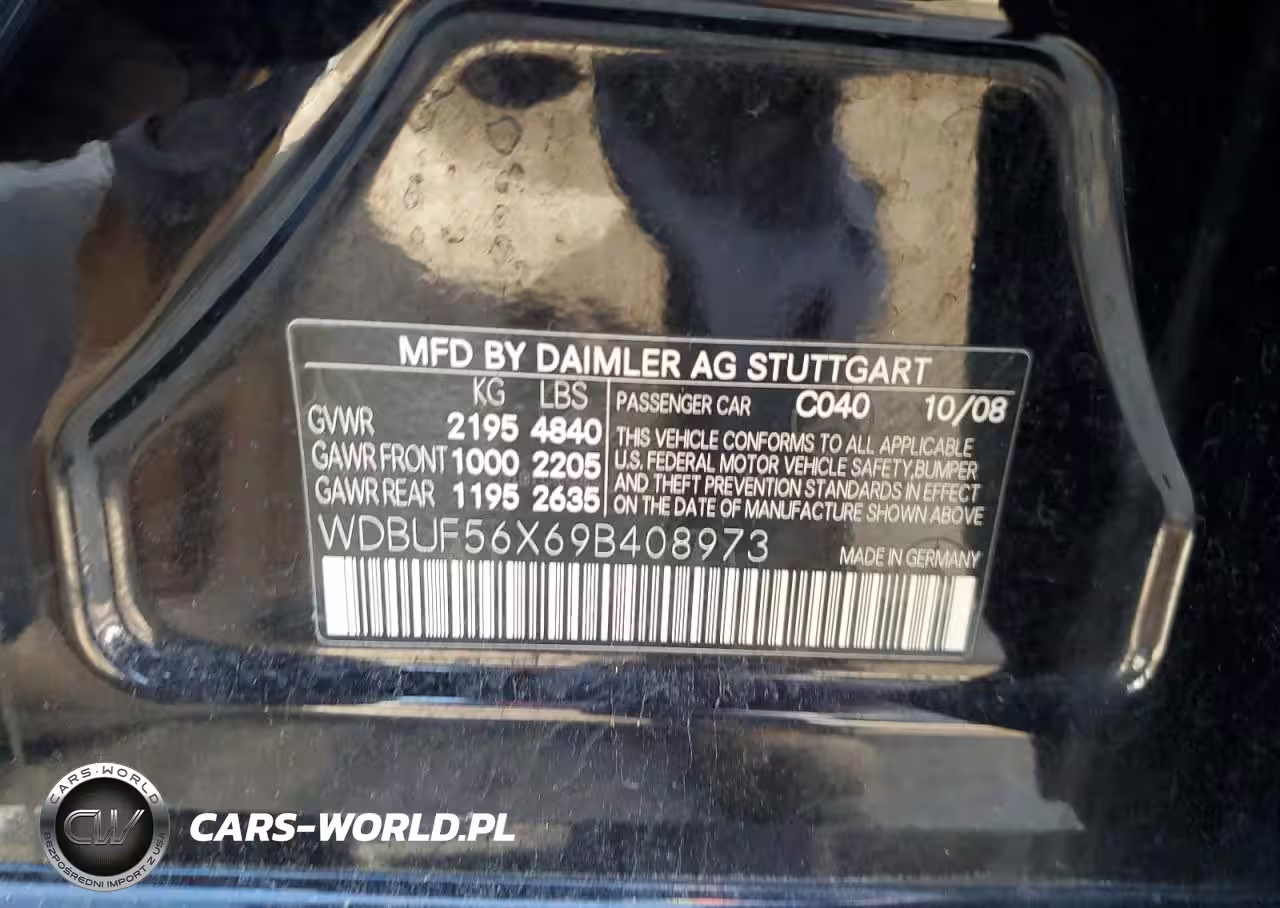 MFD BY DAIMLER AG STUTTGART
KG LBS
GVWR 2195 4840
GAWR FRONT 1000 2205
GAWR REAR 1195 2635
PASSENGER CAR C040 10/08
THIS VEHICLE CONFORMS TO ALL APPLICABLE
U.S. FEDERAL MOTOR VEHICLE SAFETY,BUMPER
AND THEFT PREVENTION STANDARDS IN EFFECT
ON THE DATE OF MANUFACTURE SHOWN ABOVE
WDBUF56X69B408973
MADE IN GERMANY
CARS-WORLD
CW
BEZPOŚREDNI IMPORT Z USA
CARS-WORLD.PL